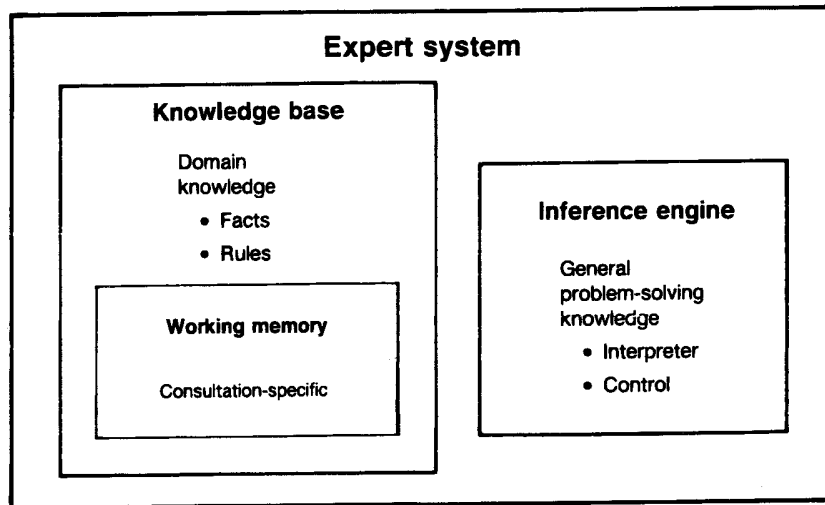 Expert system
Knowledge base
Domain
knowledge
• Facts
• Rules
Working memory
Consultation-specific
Inference engine
General
problem-solving
knowledge
• Interpreter
• Control